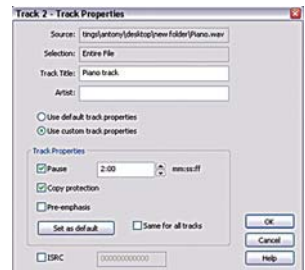 Track 2 - Track Properties
Source: tings\antony\desktop\new folder\Piano.wav
Selection: Entire File
Track Title: Piano track
Artist:
Use default track properties
Use custom track properties
Track Properties
Pause 2:00 mm:ss:ff
Copy protection
Pre-emphasis
Set as default Same for all tracks
ISRC 000000000000
OK
Cancel
Help